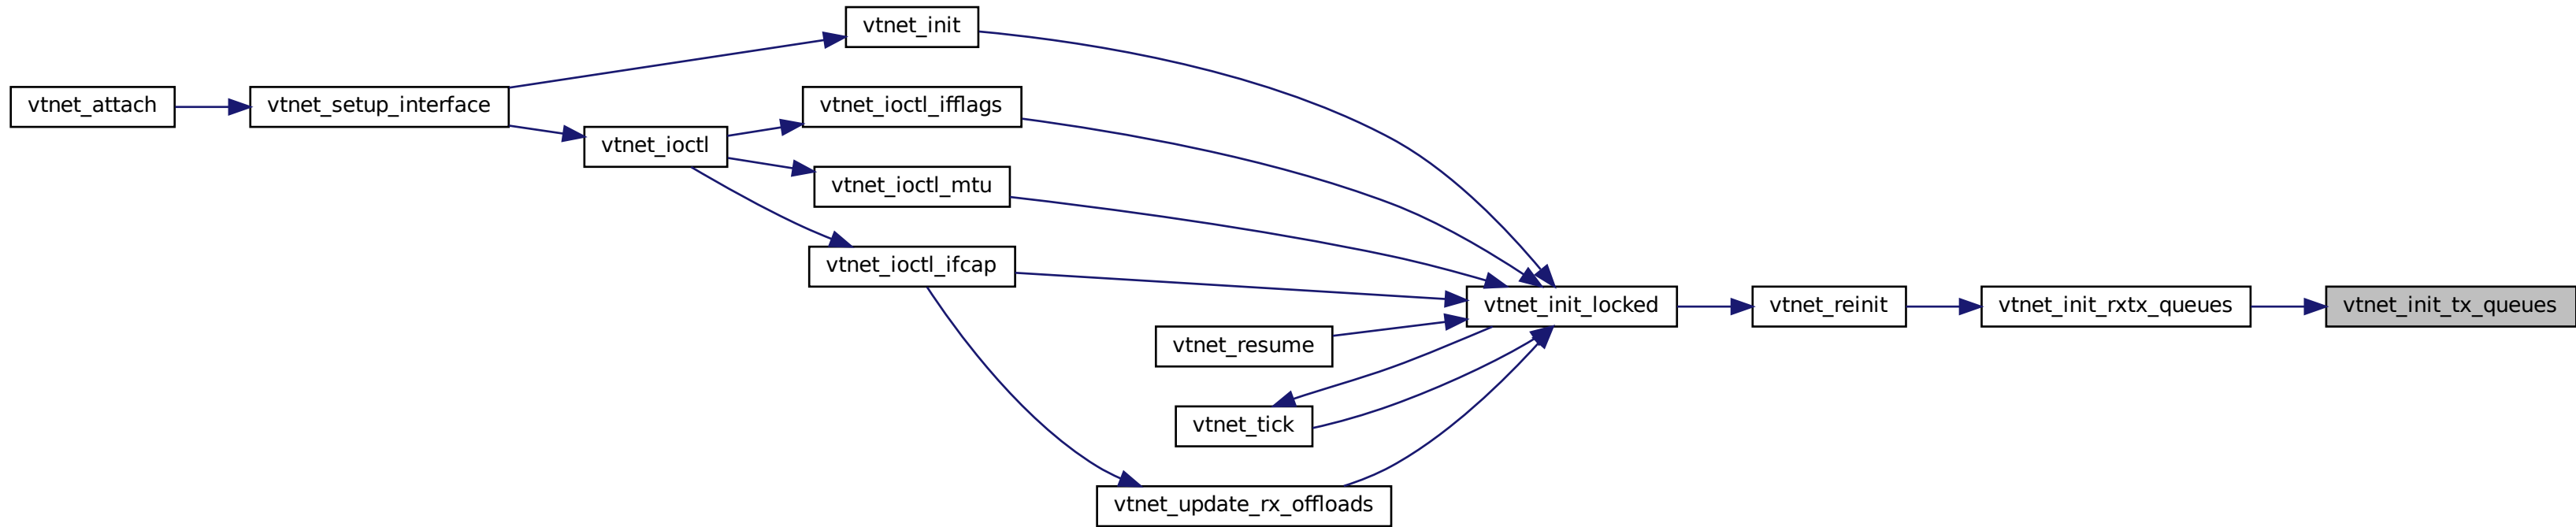 vtnet_init
vtnet_attach
vtnet_setup_interface
vtnet_ioctl_ifflags
vtnet_ioctl
vtnet_ioctl_mtu
vtnet_ioctl_ifcap
vtnet_init_locked
vtnet_reinit
vtnet_init_rxtx_queues
vtnet_init_tx_queues
vtnet_resume
vtnet_tick
vtnet_update_rx_offloads